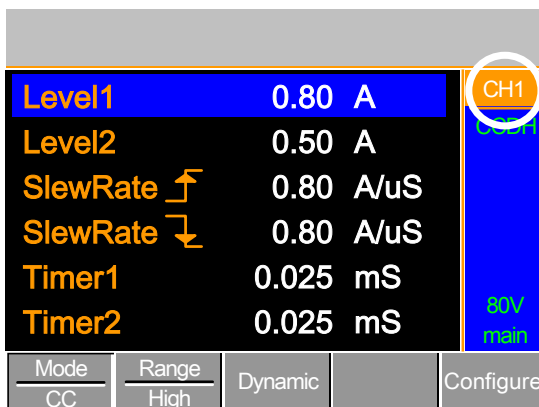 CH1
CCDH
Level1 0.80 A
Level2 0.50 A
SlewRate 0.80 A/uS
SlewRate 0.80 A/uS
Timer1 0.025 mS
Timer2 0.025 mS
80V
main
Mode
CC
Range
High
Dynamic
Configure